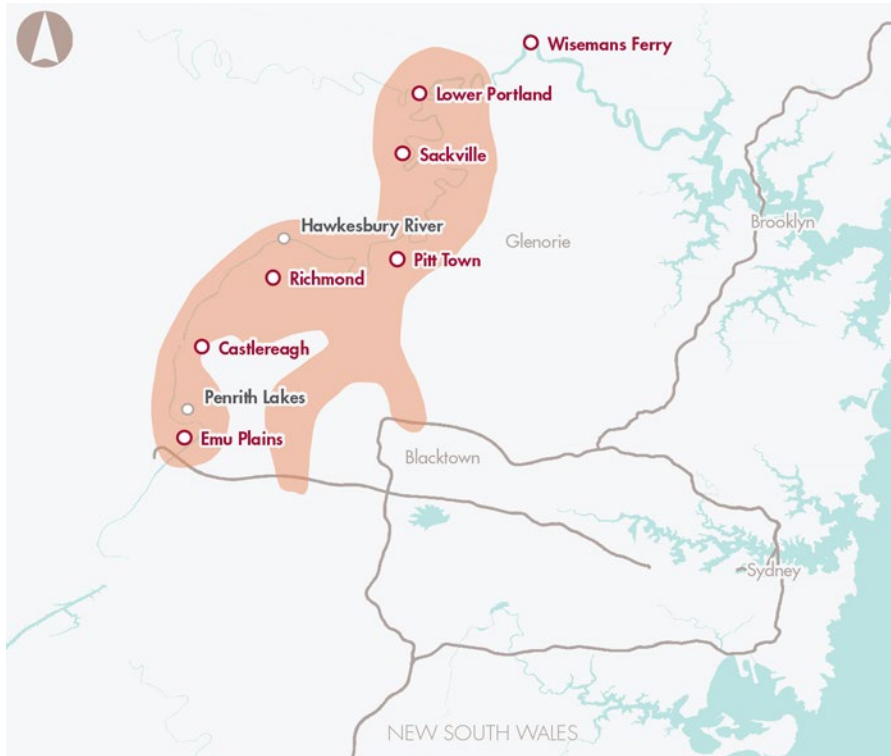 Wisemans Ferry
Lower Portland
Sackville
Brooklyn
Hawkesbury River
Glenorie
Pitt Town
Richmond
Castlereagh
Penrith Lakes
Emu Plains
Blacktown
Sydney
NEW SOUTH WALES